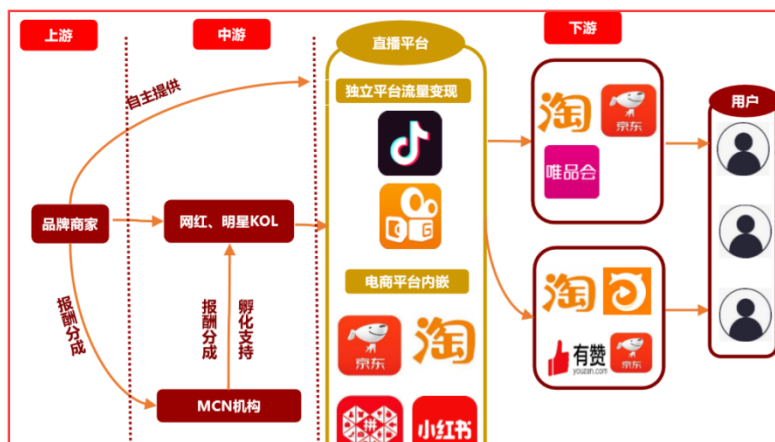 上游
中游
直播平台
下游
自主提供
独立平台流量变现
用户
淘
京东
唯品会
品牌商家
网红、明星KOL
电商平台内嵌
报酬分成
报酬分成
孵化支持
京东
淘
淘
有赞
youzan.com
京东
MCN机构
拼
小红书